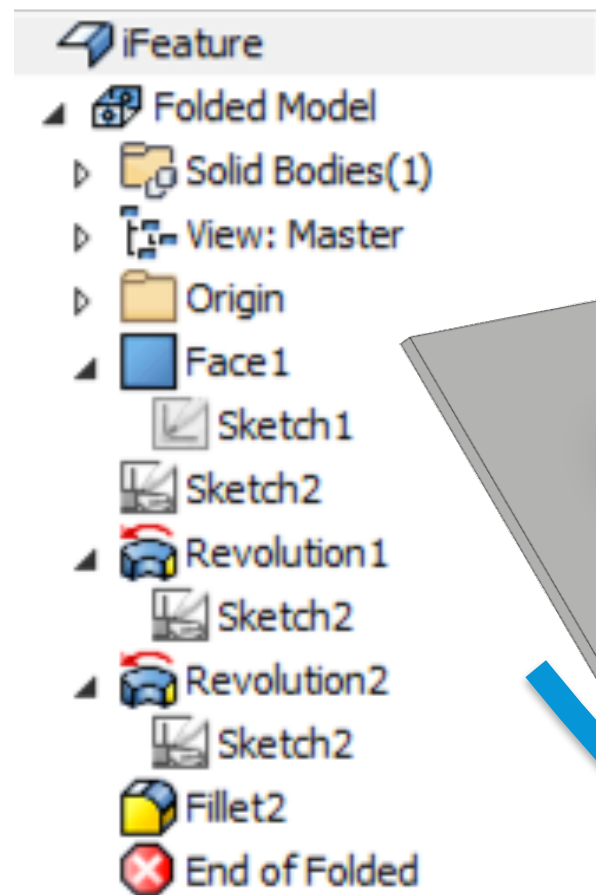 iFeature
Folded Model
Solid Bodies(1)
View: Master
Origin
Face1
Sketch1
Sketch2
Revolution1
Sketch2
Revolution2
Sketch2
Fillet2
End of Folded